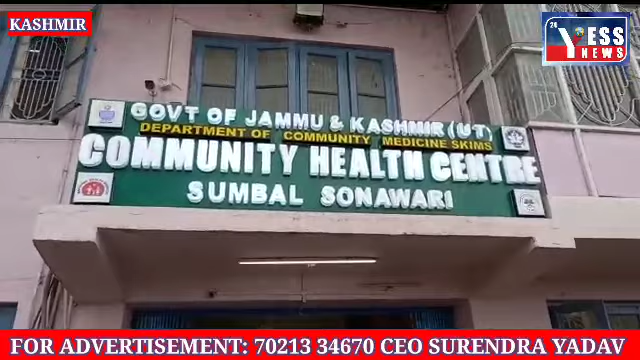 KASHMIR
24
YESS
NEWS
GOVT OF JAMMU & KASHMIR (UT)
DEPARTMENT OF COMMUNITY MEDICINE SKIMS
COMMUNITY HEALTH CENTRE
SUMBAL SONAWARI
FOR ADVERTISEMENT: 70213 34670 CEO SURENDRA YADAV